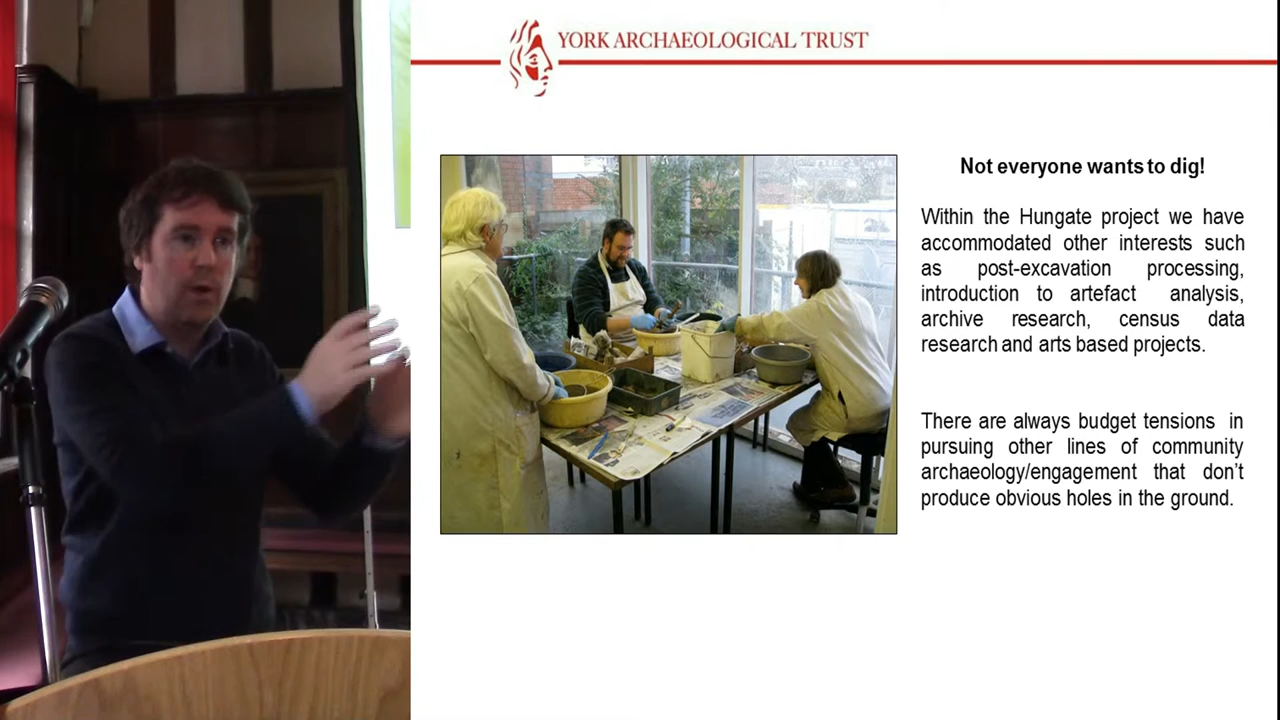 YORK ARCHAEOLOGICAL TRUST
Not everyone wants to dig!
Within the Hungate project we have
accommodated other interests such
as post-excavation processing,
introduction to artefact analysis,
archive research, census data
research and arts based projects.
There are always budget tensions in
pursuing other lines of community
archaeology/engagement that don't
produce obvious holes in the ground.